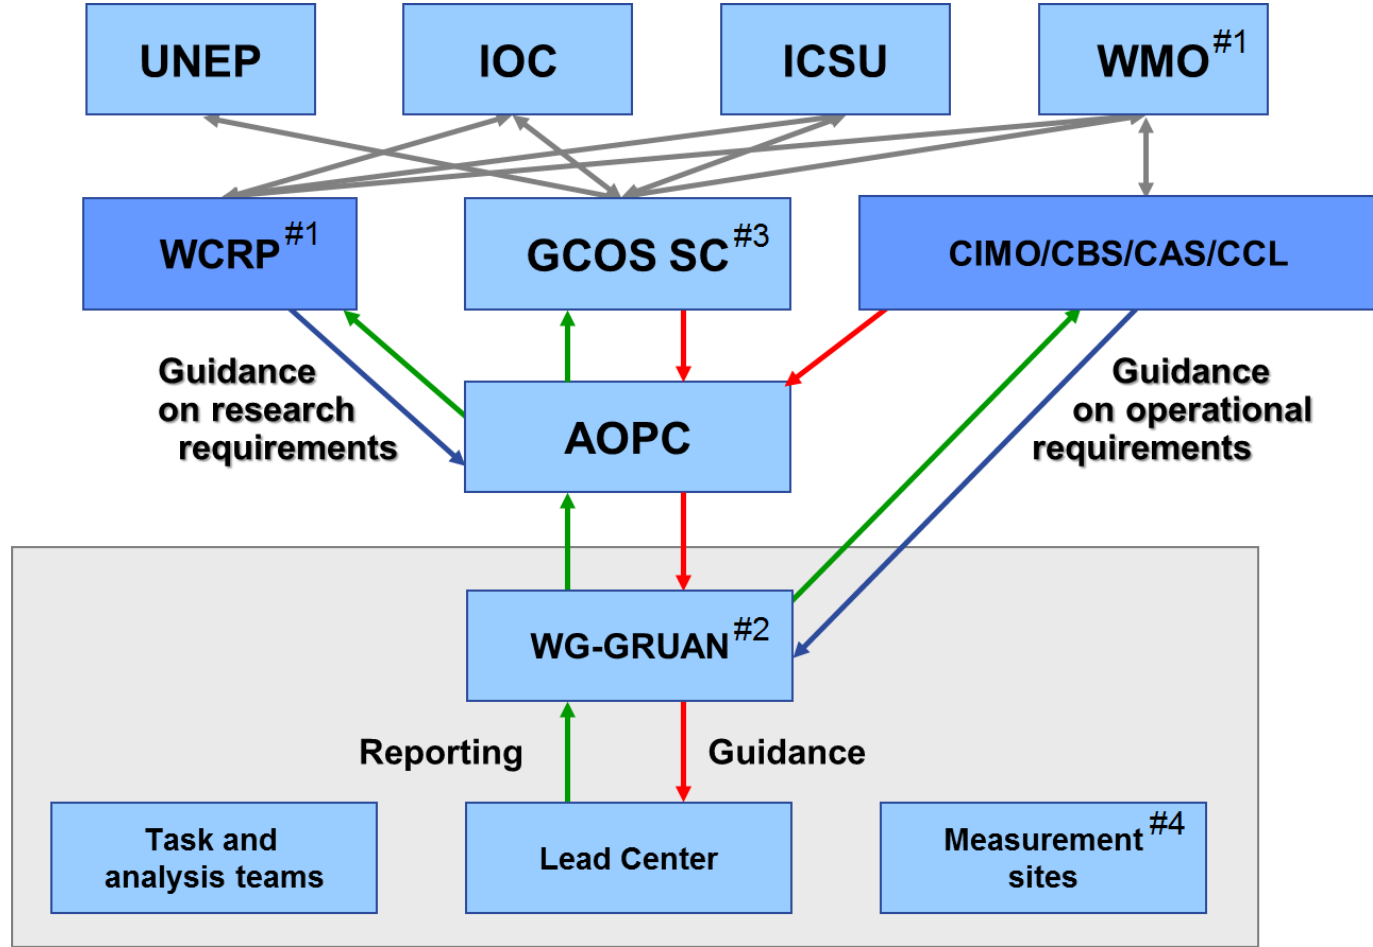 UNEP
IOC
ICSU
WMO #1
WCRP #1
GCOS SC #3
CIMO/CBS/CAS/CCL
Guidance
on research
requirements
Guidance
on operational
requirements
AOPC
WG-GRUAN #2
Reporting
Guidance
Task and
analysis teams
Lead Center
Measurement #4
sites